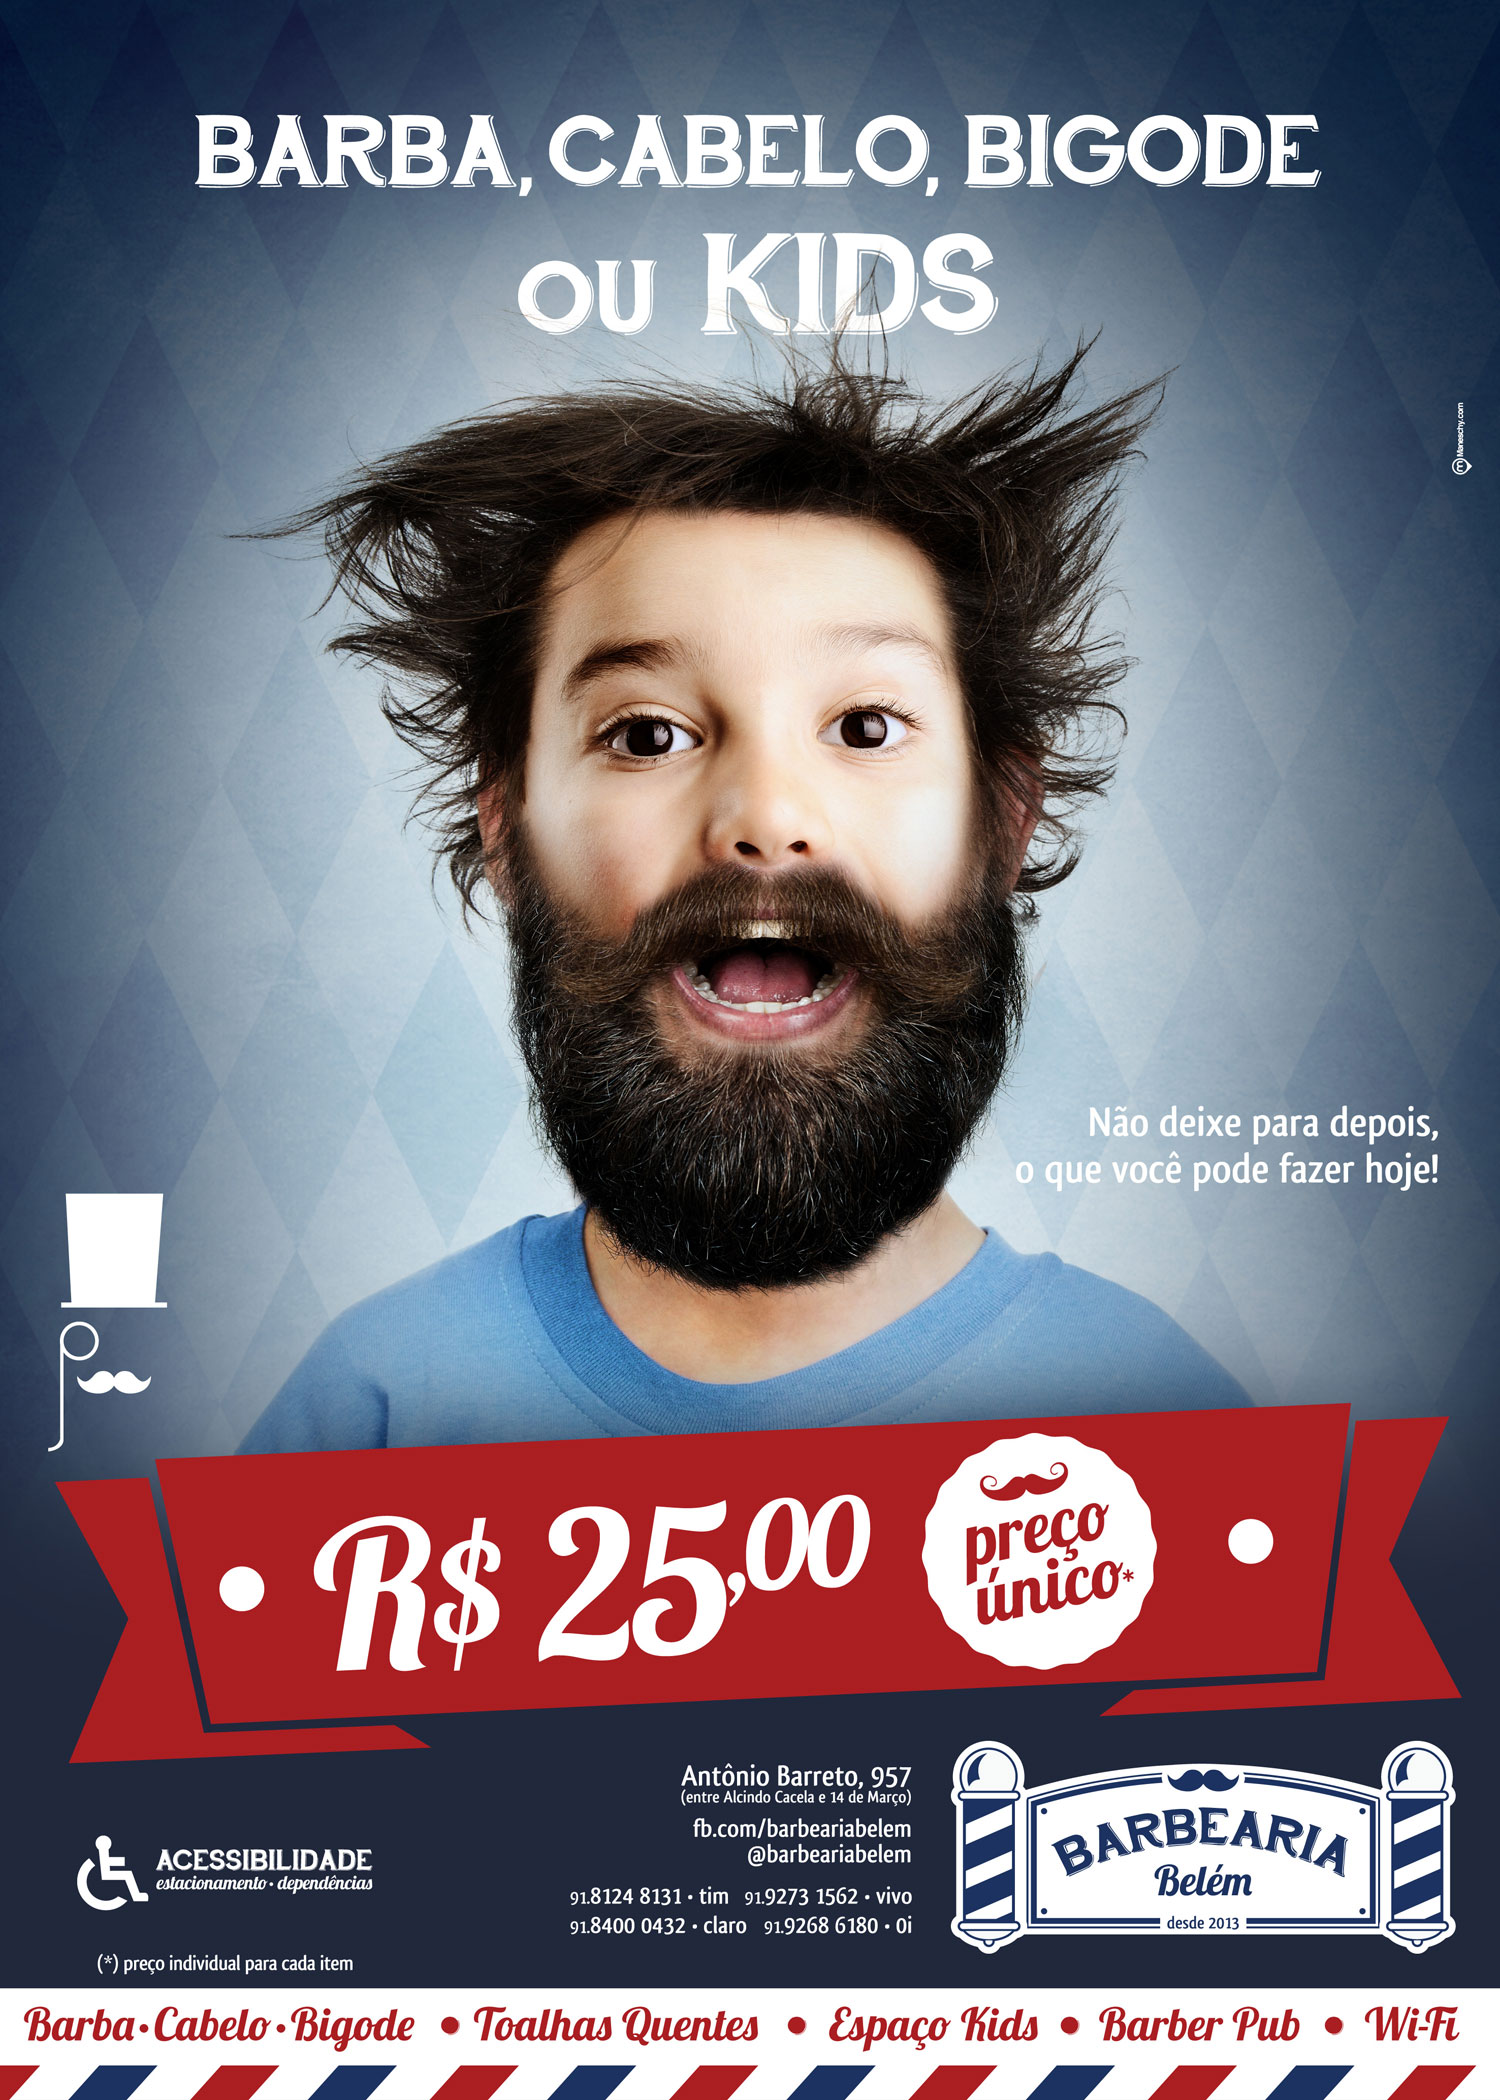 BARBA, CABELO, BIGODE
OU KIDS
Maneschy.com
Não deixe para depois,
o que você pode fazer hoje!
R$ 25,00
preço
único*
Antônio Barreto, 957
(entre Alcindo Cacela e 14 de Março)
fb.com/barbeariabelem
@barbeariabelem
91.8124 8131 • tim 91.9273 1562 • vivo
91.8400 0432 • claro 91.9268 6180 • 0i
ACESSIBILIDADE
estacionamento • dependências
(*) preço individual para cada item
BARBEARIA
Belém
desde 2013
Barba • Cabelo • Bigode • Toalhas Quentes • Espaço Kids • Barber Pub • Wi-Fi